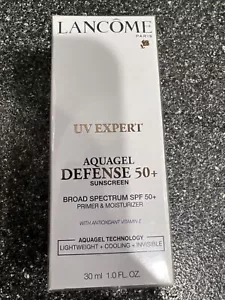 LANCÔME
PARIS
UV EXPERT
AQUAGEL
DEFENSE 50+
SUNSCREEN
BROAD SPECTRUM SPF 50+
PRIMER & MOISTURIZER
WITH ANTIOXIDANT VITAMIN E
AQUAGEL TECHNOLOGY
LIGHTWEIGHT + COOLING + INVISIBLE
30 ml 1.0 FL. OZ.